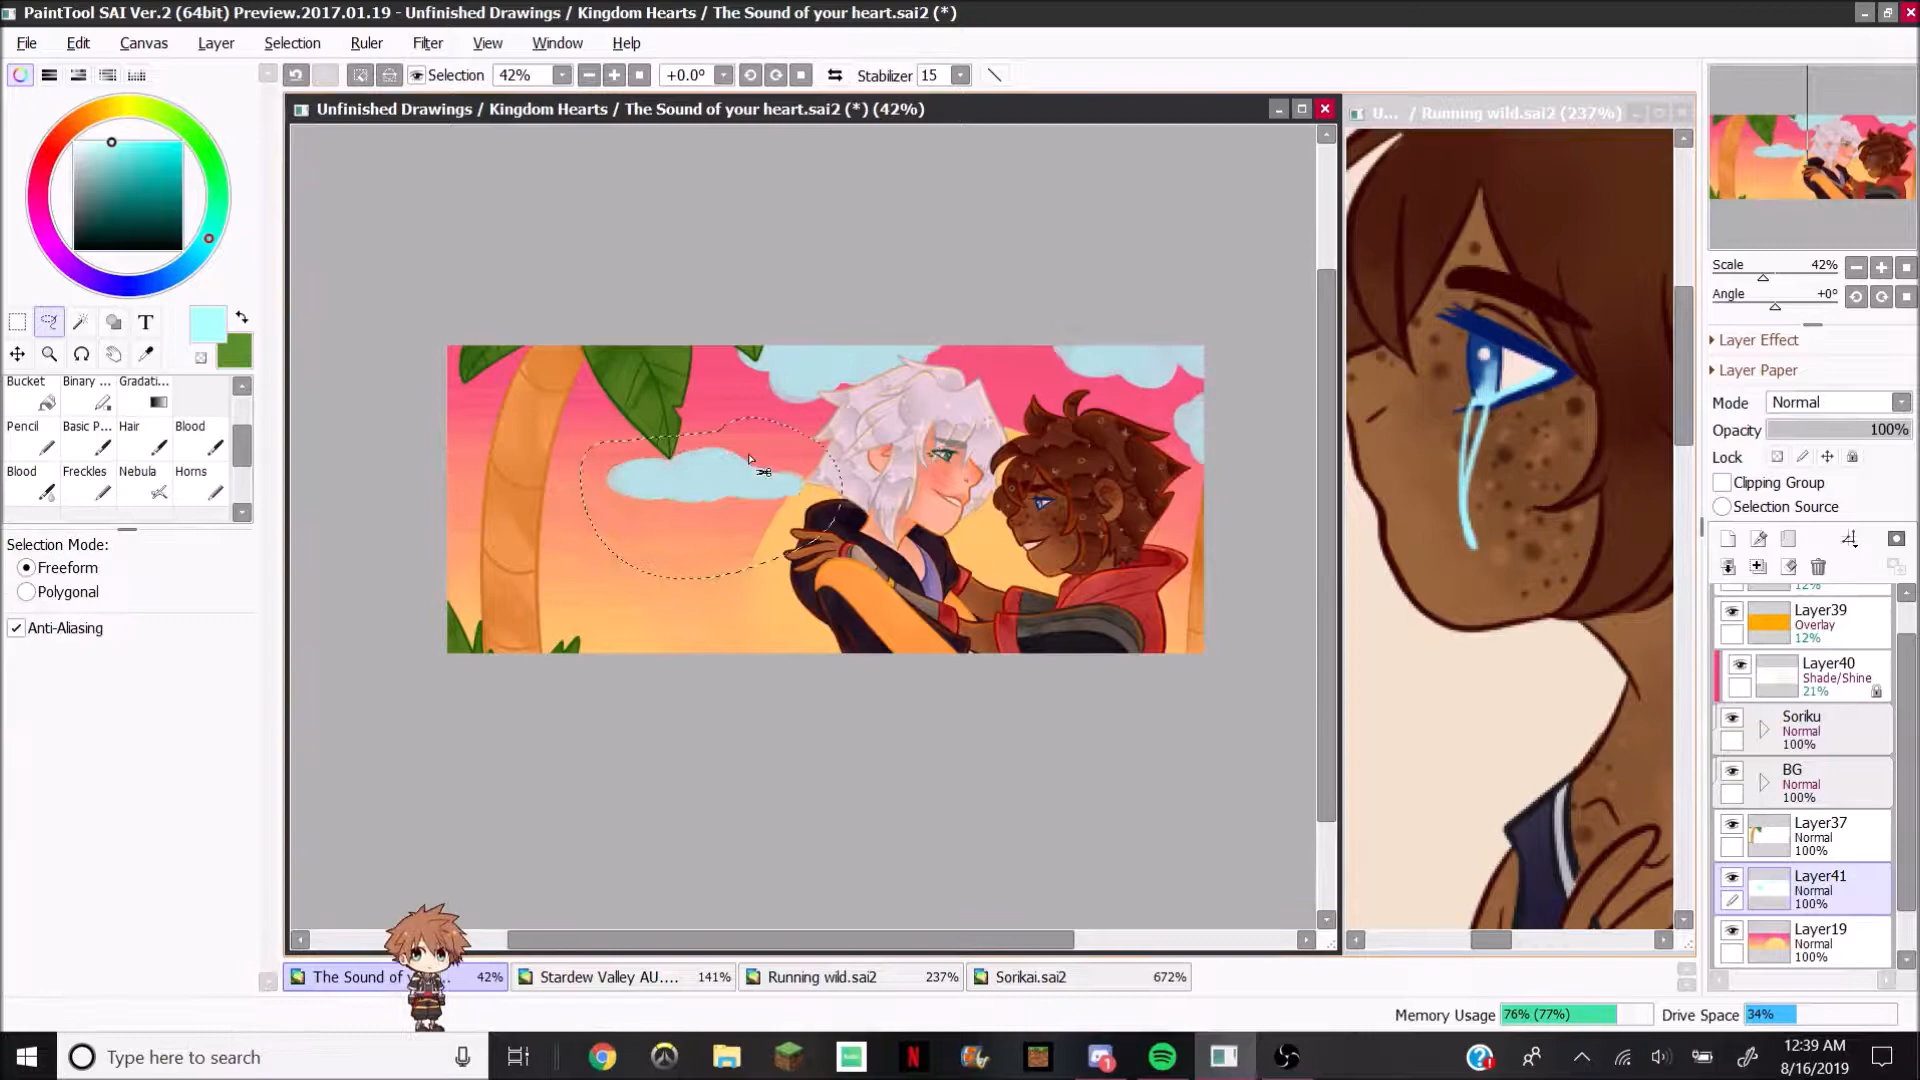 PaintTool SAI Ver.2 (64bit) Preview.2017.01.19 - Unfinished Drawings / Kingdom Hearts / The Sound of your heart.sai2 (*)
File Edit Canvas Layer Selection Ruler Filter View Window Help
Selection 42% +0.0° Stabilizer 15
Unfinished Drawings / Kingdom Hearts / The Sound of your heart.sai2 (*) (42%)
U... / Running wild.sai2 (237%)
Scale 42%
Angle +0°
T
Layer Effect
Layer Paper
Mode Normal
Opacity 100%
Lock
Clipping Group
Selection Source
Bucket Binary ... Gradati...
Pencil Basic P... Hair Blood
Blood Freckles Nebula Horns
Selection Mode:
Freeform
Polygonal
Anti-Aliasing
12%
Layer39
Overlay
12%
Layer40
Shade/Shine
21%
Soriku
Normal
100%
BG
Normal
100%
Layer37
Normal
100%
Layer41
Normal
100%
Layer19
Normal
100%
The Sound of 42% Stardew Valley AU.... 141% Running wild.sai2 237% Sorikai.sai2 672%
Memory Usage 76% (77%) Drive Space 34%
Type here to search
N
1
12:39 AM
8/16/2019